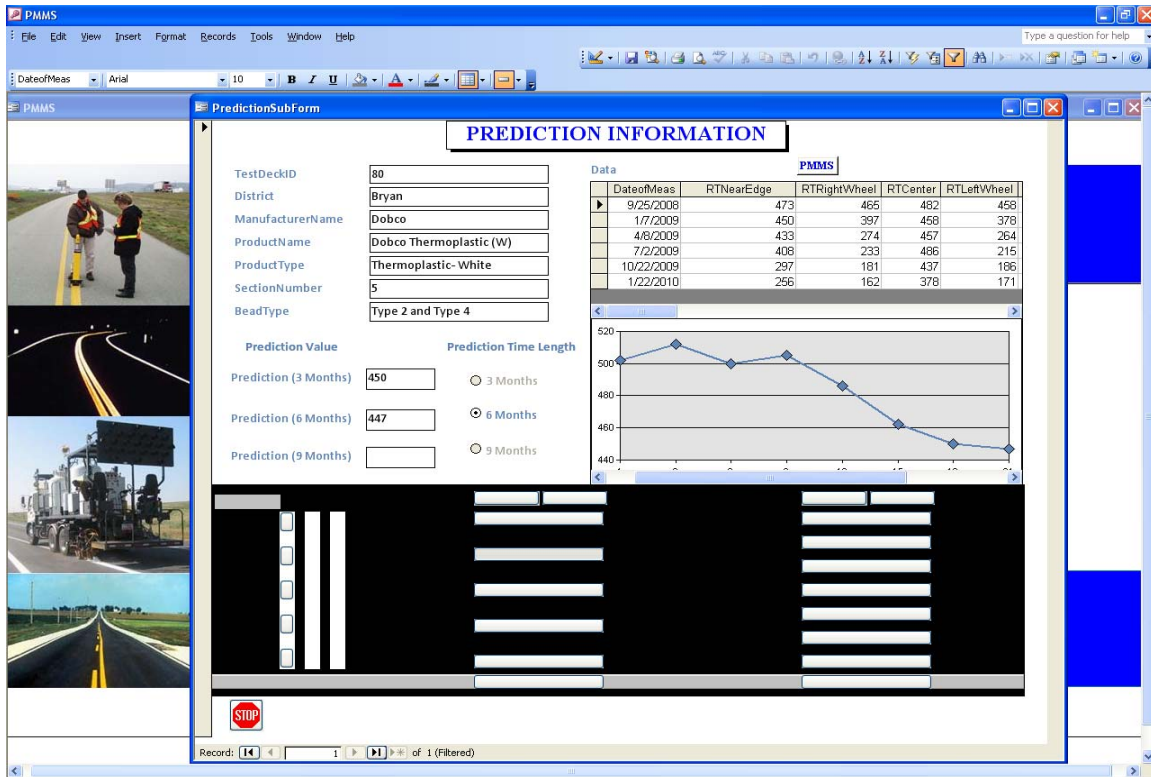 PMMS
File Edit View Insert Format Records Tools Window Help
Type a question for help
DateofMeas Arial 10 B I U
PMMS
PredictionSubForm
PREDICTION INFORMATION
TestDeckID 80
District Bryan
ManufacturerName Dobco
ProductName Dobco Thermoplastic (W)
ProductType Thermoplastic- White
SectionNumber 5
BeadType Type 2 and Type 4
Data
PMMS
DateofMeas RTNearEdge RTRightWheel RTCenter RTLeftWheel
9/25/2008 473 465 482 458
1/7/2009 450 397 458 378
4/8/2009 433 274 457 264
7/2/2009 408 233 486 215
10/22/2009 297 181 437 186
1/22/2010 256 162 378 171
Prediction Value Prediction Time Length
Prediction (3 Months) 450 3 Months
Prediction (6 Months) 447 6 Months
Prediction (9 Months) 9 Months
520
500
480
460
440
STOP
Record: 1 of 1 (Filtered)